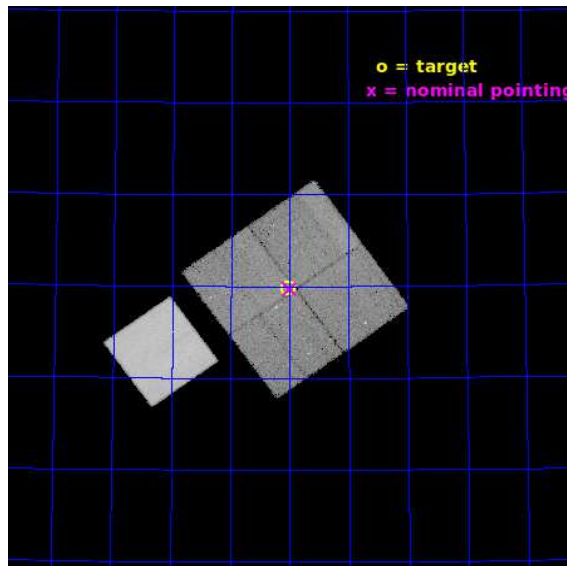 o = target
x = nominal pointing